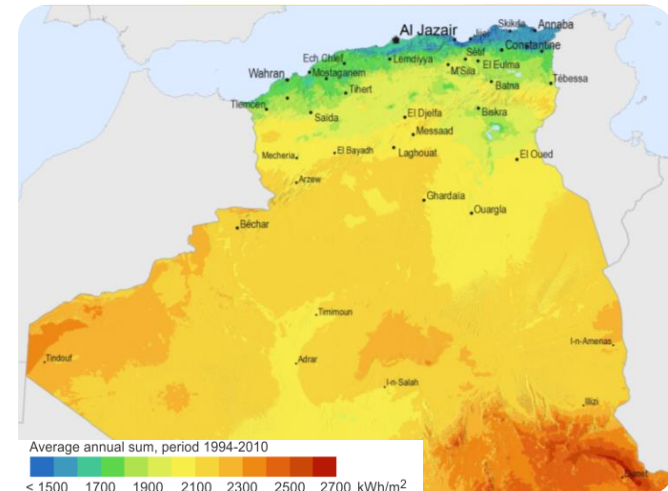 Skikda Annaba
Al Jazair Jijel
Sétif Constantine
Ech Chlef Lemdiyya
M'Sila El Eulma
Wahran Mostaganem
Batna Tébessa
Tihert
Tlemcen
Saïda El Djelfa Biskra
Messaad
Mecheria El Bayadh Laghouat El Oued
Arzew
Ghardaïa
Ouargla
Béchar
Timimoun
I-n-Amenas
Tindouf Adrar
I-n-Salah
Illizi
Average annual sum, period 1994-2010
< 1500 1700 1900 2100 2300 2500 2700 kWh/m2